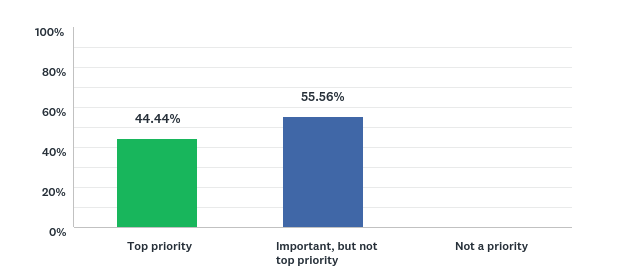 100%
80%
60%
40%
20%
0%
44.44%
55.56%
Top priority
Important, but not
top priority
Not a priority